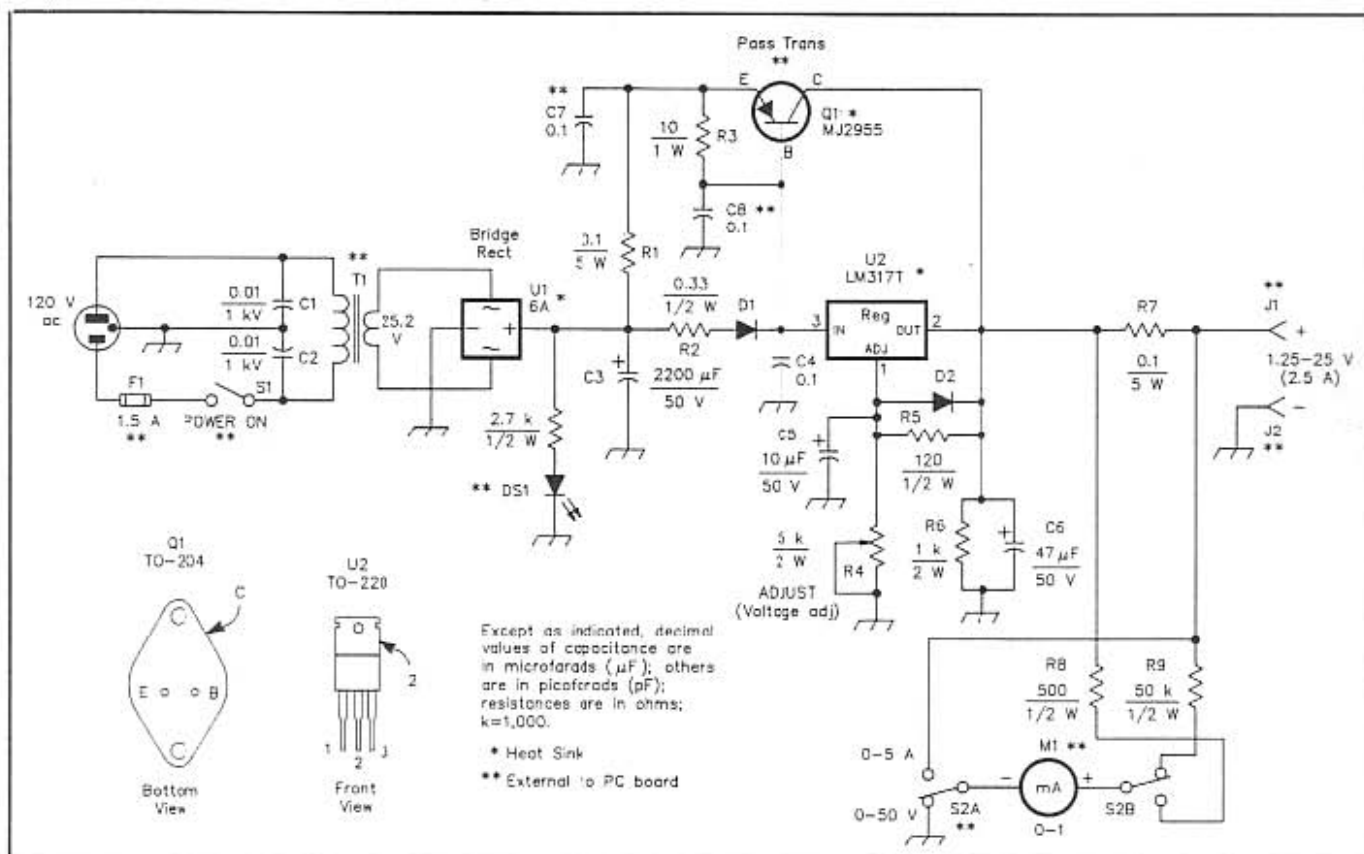 Pass Trans
**
E
C
B
Q1 *
MJ2955
**
C7
0.1
10
1 W
R3
C8 **
0.1
0.1
5 W
R1
Bridge
Rect
120 V
ac
0.01
1 kV
C1
0.01
1 kV
C2
F1
1.5 A
**
S1
POWER ON
**
**
T1
25.2
V
~
-
+
~
U1
6A *
0.33
1/2 W
R2
D1
+
C3
2200 µF
50 V
2.7 k
1/2 W
** DS1
C4
0.1
U2
LM317T *
3
IN
Reg
OUT
2
ADJ
1
D2
R5
120
1/2 W
+
C5
10 µF
50 V
5 k
2 W
R4
ADJUST
(Voltage adj)
R6
1 k
2 W
+
C6
47 µF
50 V
R7
0.1
5 W
**
J1
+
1.25-25 V
(2.5 A)
-
J2
**
R8
500
1/2 W
R9
50 k
1/2 W
0-5 A
0-50 V
S2A
**
M1 **
-
mA
+
0-1
S2B
Q1
TO-204
C
E
B
Bottom
View
U2
TO-220
2
1
2
3
Front
View
Except as indicated, decimal
values of capacitance are
in microfarads (µF); others
are in picofarads (pF);
resistances are in ohms;
k=1,000.
* Heat Sink
** External to PC board